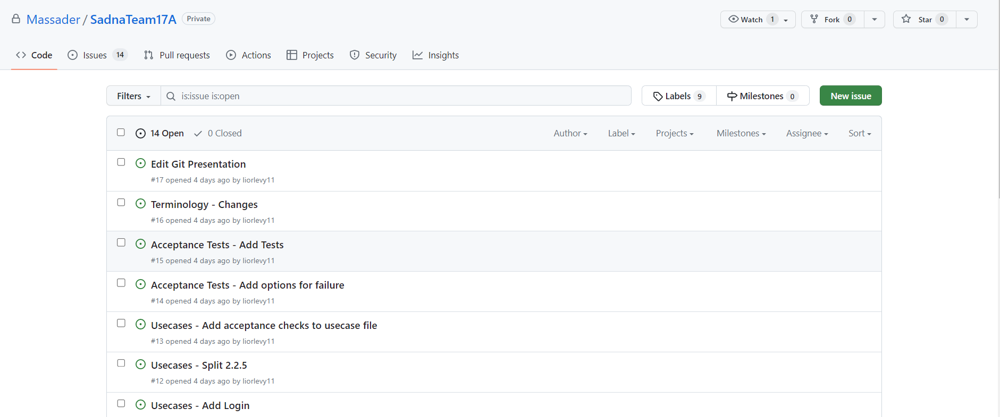 Massader / SadnaTeam17A Private
Watch 1 Fork 0 Star 0
Code Issues 14 Pull requests Actions Projects Security Insights
Filters is:issue is:open Labels 9 Milestones 0 New issue
14 Open 0 Closed Author Label Projects Milestones Assignee Sort
Edit Git Presentation
#17 opened 4 days ago by liorlevy11
Terminology - Changes
#16 opened 4 days ago by liorlevy11
Acceptance Tests - Add Tests
#15 opened 4 days ago by liorlevy11
Acceptance Tests - Add options for failure
#14 opened 4 days ago by liorlevy11
Usecases - Add acceptance checks to usecase file
#13 opened 4 days ago by liorlevy11
Usecases - Split 2.2.5
#12 opened 4 days ago by liorlevy11
Usecases - Add Login